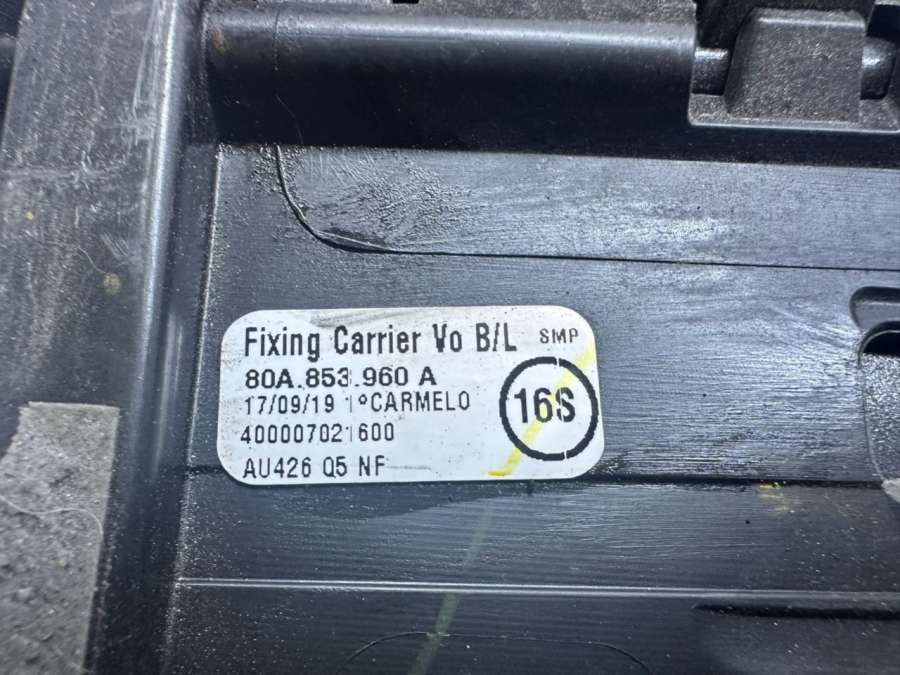 Fixing Carrier Vo B/L SMP
80A.853.960 A
17/09/19 1°CARMELO
16S
400007021600
AU426 Q5 NF